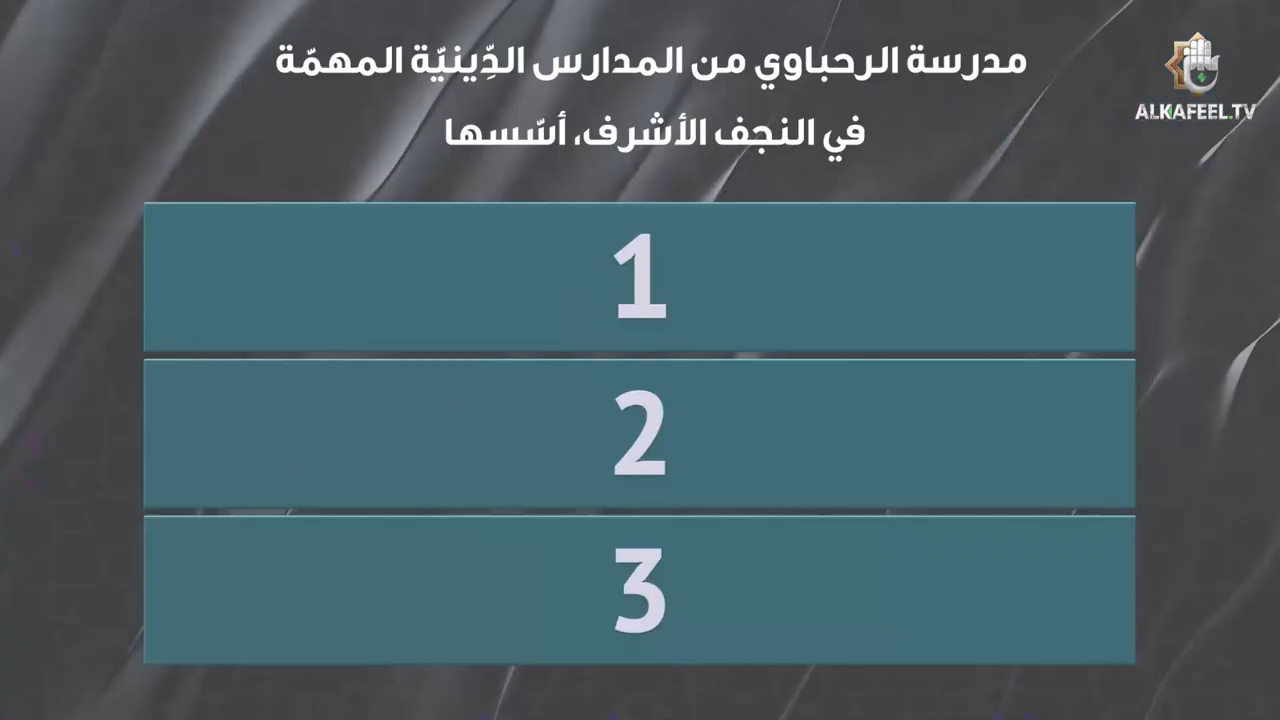 مدرسة الرحباوي من المدارس الدِّينيّة المهمّة
في النجف الأشرف، أسّسها
ALKAFEEL.TV
1
2
3